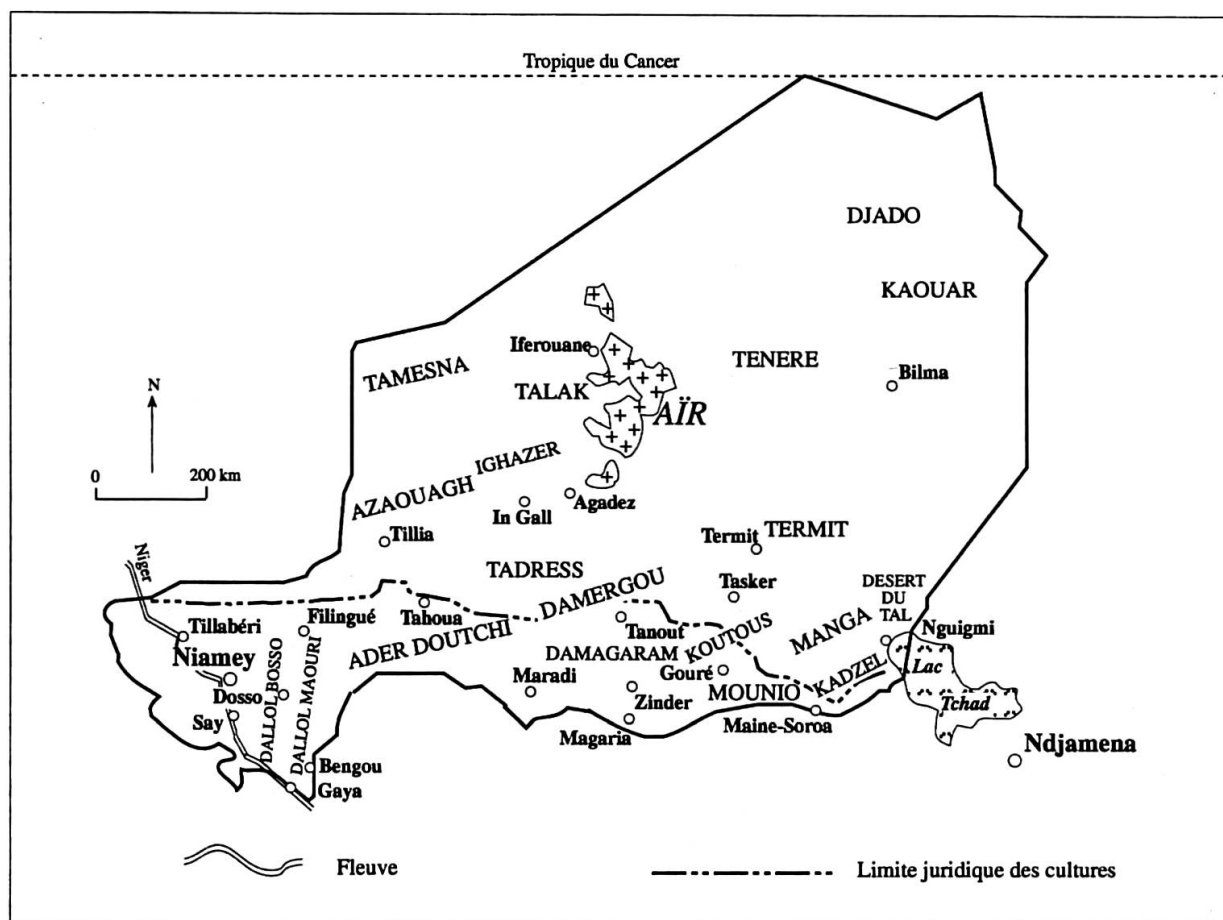 Tropique du Cancer
DJADO
KAOUAR
Iferouane
TENERE
TAMESNA
TALAK
Bilma
N
AÏR
0 200 km
IGHAZER
AZAOUAGH
Agadez
In Gall
Tillia
Termit
TERMIT
Niger
TADRESS
DAMERGOU
Tasker
DESERT
DU
TAL
Filingué
Tahoua
Tillabéri
ADER DOUTCHI
Tanout
KOUTOUS
MANGA
Nguigmi
Niamey
DAMAGARAM
Gouré
KADZEL
Lac
Dosso
DALLOL BOSSO
DALLOL MAOURI
Maradi
Zinder
MOUNIO
Tchad
Say
Magaria
Maine-Soroa
Ndjamena
Bengou
Gaya
Fleuve
Limite juridique des cultures